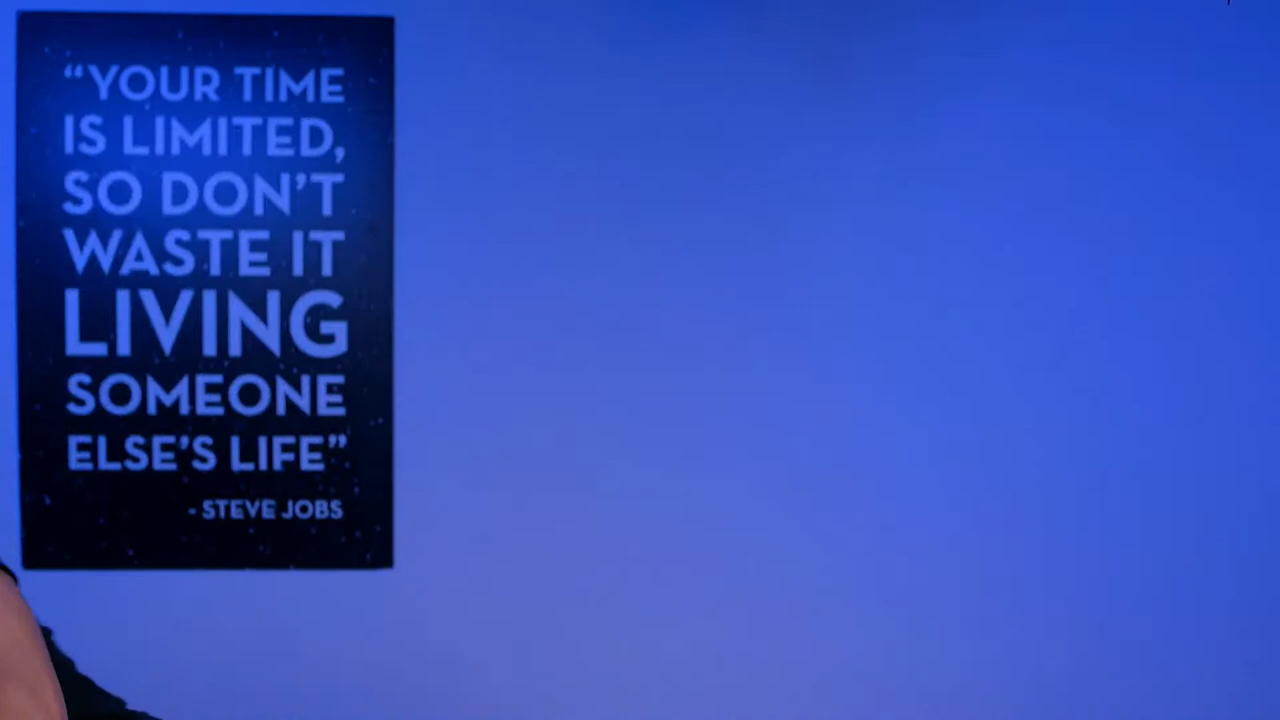 “YOUR TIME
IS LIMITED,
SO DON’T
WASTE IT
LIVING
SOMEONE
ELSE’S LIFE”
- STEVE JOBS